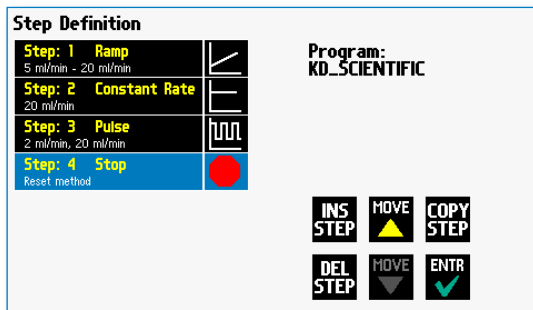 Step Definition
Step: 1 Ramp
5 ml/min - 20 ml/min
Step: 2 Constant Rate
20 ml/min
Step: 3 Pulse
2 ml/min, 20 ml/min
Step: 4 Stop
Reset method
Program:
KD_SCIENTIFIC
INS
STEP
MOVE
COPY
STEP
DEL
STEP
MOVE
ENTR